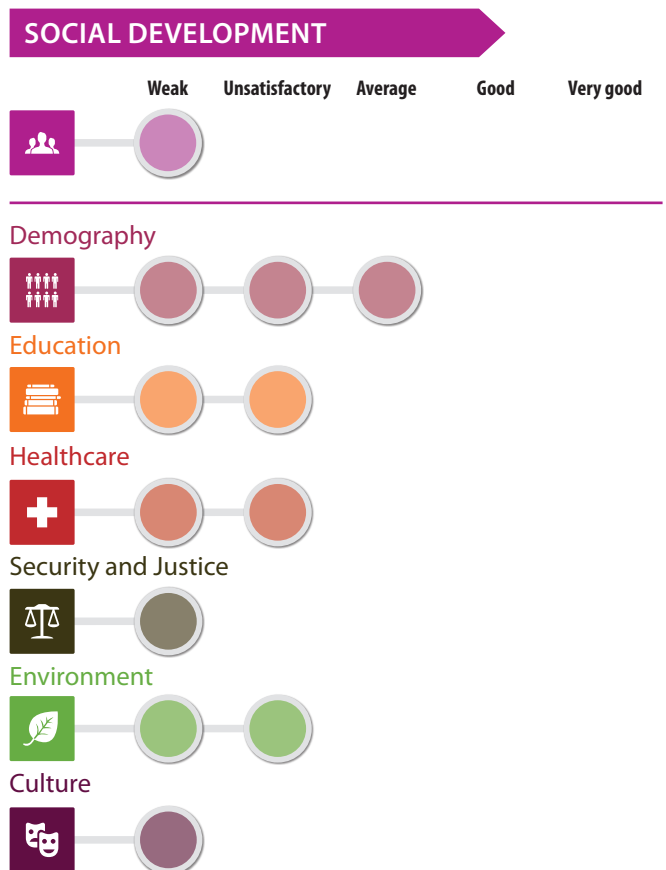 SOCIAL DEVELOPMENT
Weak Unsatisfactory Average Good Very good
Demography
Education
Healthcare
Security and Justice
Environment
Culture